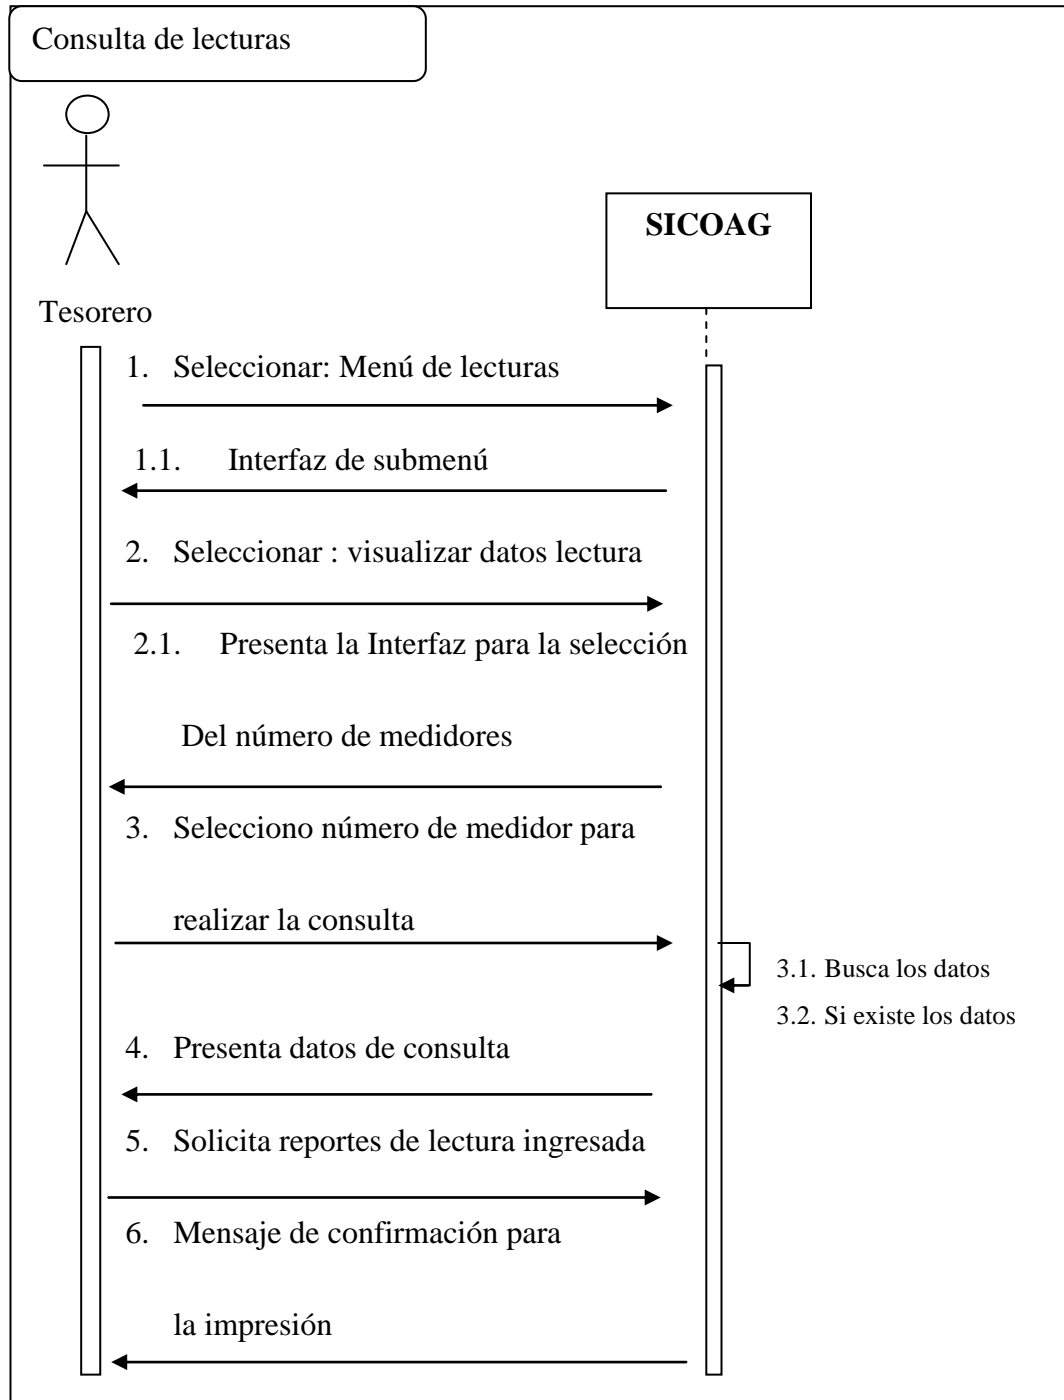 Consulta de lecturas
SICOAG
Tesorero
1. Seleccionar: Menú de lecturas
1.1. Interfaz de submenú
2. Seleccionar : visualizar datos lectura
2.1. Presenta la Interfaz para la selección
Del número de medidores
3. Selecciono número de medidor para
realizar la consulta
3.1. Busca los datos
3.2. Si existe los datos
4. Presenta datos de consulta
5. Solicita reportes de lectura ingresada
6. Mensaje de confirmación para
la impresión